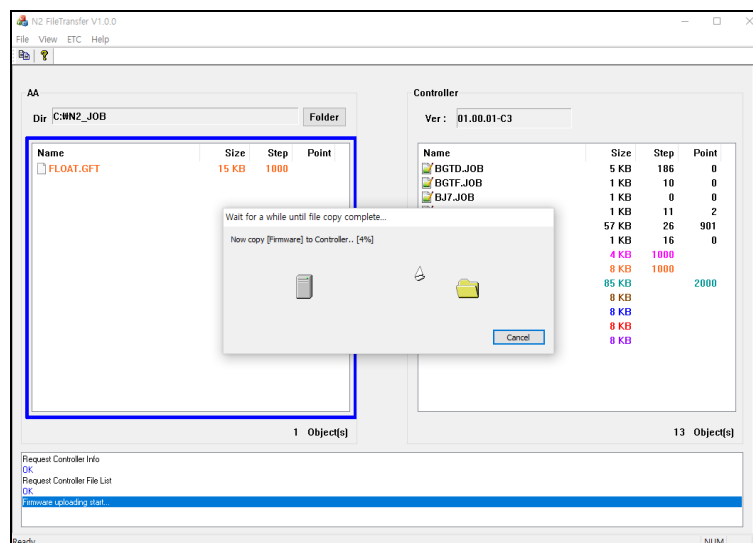 N2 FileTransfer V1.0.0
File View ETC Help
AA
Dir C:₩N2_JOB Folder
Name Size Step Point
FLOAT.GFT 15 KB 1000
1 Object(s)
Controller
Ver : 01.00.01-C3
Name Size Step Point
BGTD.JOB 5 KB 186 0
BGTF.JOB 1 KB 10 0
BJ7.JOB 1 KB 0 0
1 KB 11 2
57 KB 26 901
1 KB 16 0
4 KB 1000
8 KB 1000
85 KB 2000
8 KB
8 KB
8 KB
8 KB
13 Object(s)
Wait for a while until file copy complete...
Now copy [Firmware] to Controller.. [4%]
Cancel
Request Controller Info
OK
Request Controller File List
OK
Firmware uploading start...
Ready NUM